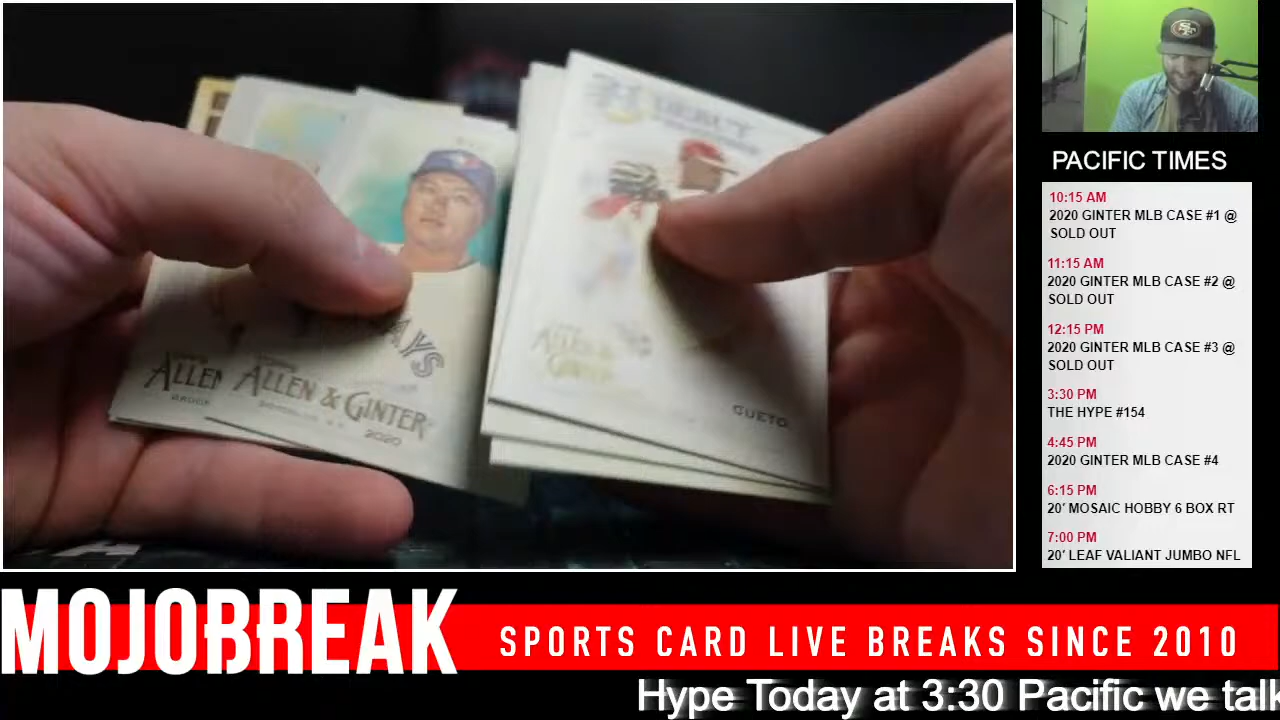 PACIFIC TIMES
10:15 AM
2020 GINTER MLB CASE #1 @
SOLD OUT
11:15 AM
2020 GINTER MLB CASE #2 @
SOLD OUT
12:15 PM
2020 GINTER MLB CASE #3 @
SOLD OUT
3:30 PM
THE HYPE #154
4:45 PM
2020 GINTER MLB CASE #4
6:15 PM
20' MOSAIC HOBBY 6 BOX RT
7:00 PM
20' LEAF VALIANT JUMBO NFL
SF
DEBUT
ALLEN
ALLEN & GINTER
2020
Allen &
Ginter
CUETO
MOJOBREAK
SPORTS CARD LIVE BREAKS SINCE 2010
Hype Today at 3:30 Pacific we talk